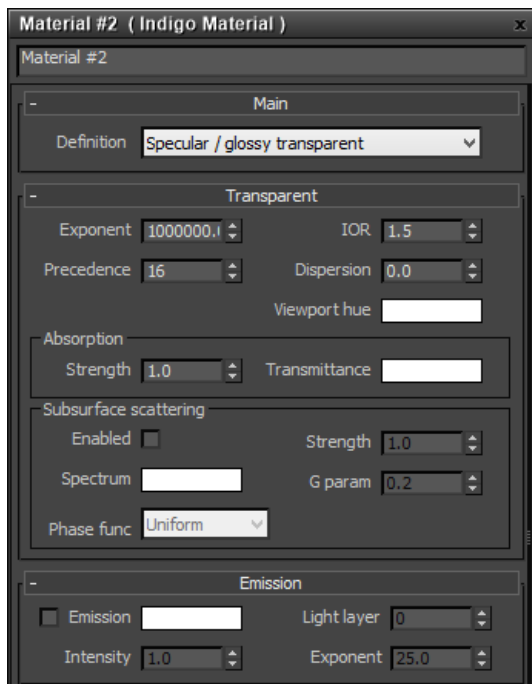 Material #2 ( Indigo Material ) x
Material #2
- Main
Definition Specular / glossy transparent
- Transparent
Exponent 1000000.( IOR 1.5
Precedence 16 Dispersion 0.0
Viewport hue
Absorption
Strength 1.0 Transmittance
Subsurface scattering
Enabled Strength 1.0
Spectrum G param 0.2
Phase func Uniform
- Emission
Emission Light layer 0
Intensity 1.0 Exponent 25.0